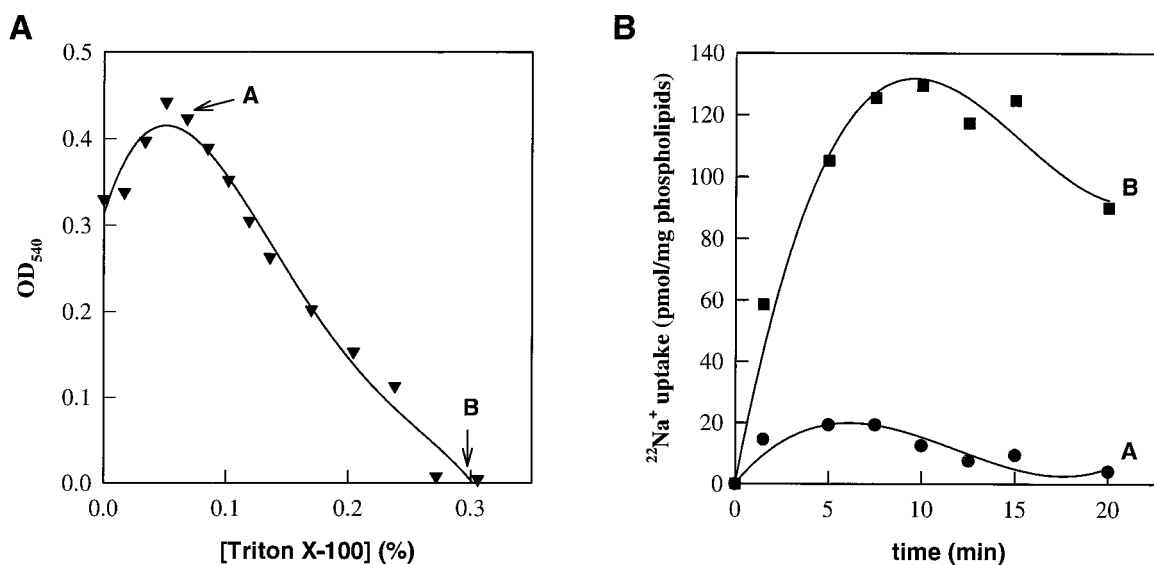 A
B
0.5
0.4
0.3
0.2
0.1
0.0
OD540
A
B
0.0
0.1
0.2
0.3
[Triton X-100] (%)
140
120
100
80
60
40
20
0
22Na+ uptake (pmol/mg phospholipids)
B
A
0
5
10
15
20
time (min)